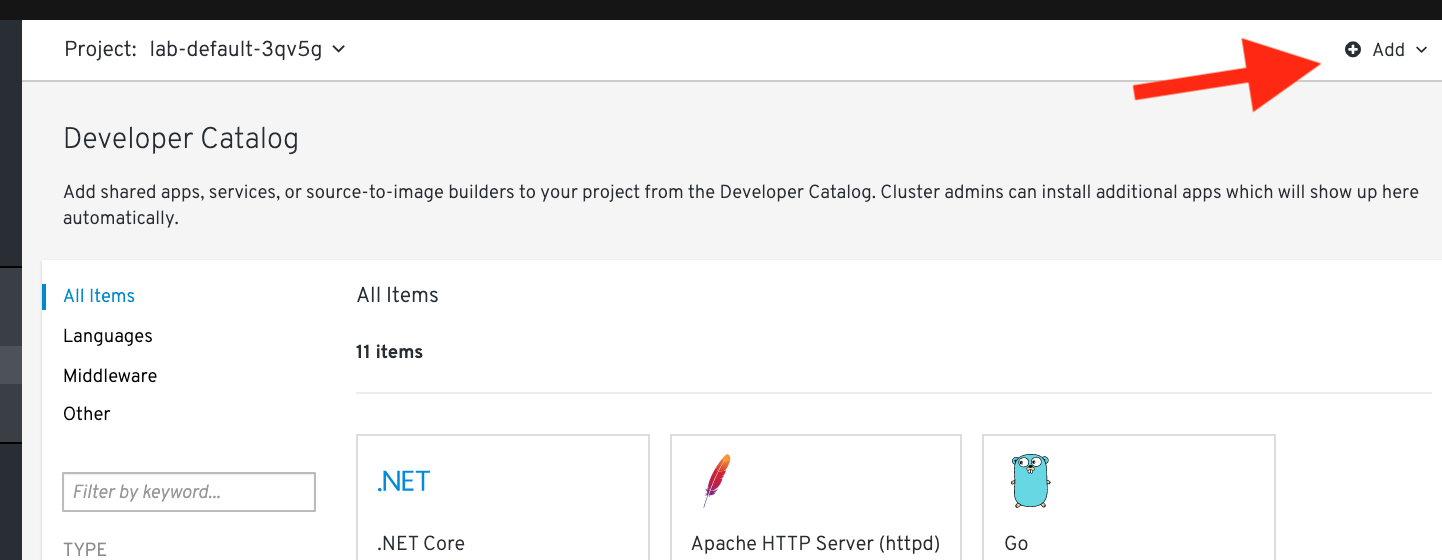 Project: lab-default-3qv5g
Add
Developer Catalog
Add shared apps, services, or source-to-image builders to your project from the Developer Catalog. Cluster admins can install additional apps which will show up here
automatically.
All Items
Languages
Middleware
Other
Filter by keyword...
TYPE
All Items
11 items
.NET
.NET Core
Apache HTTP Server (httpd)
Go